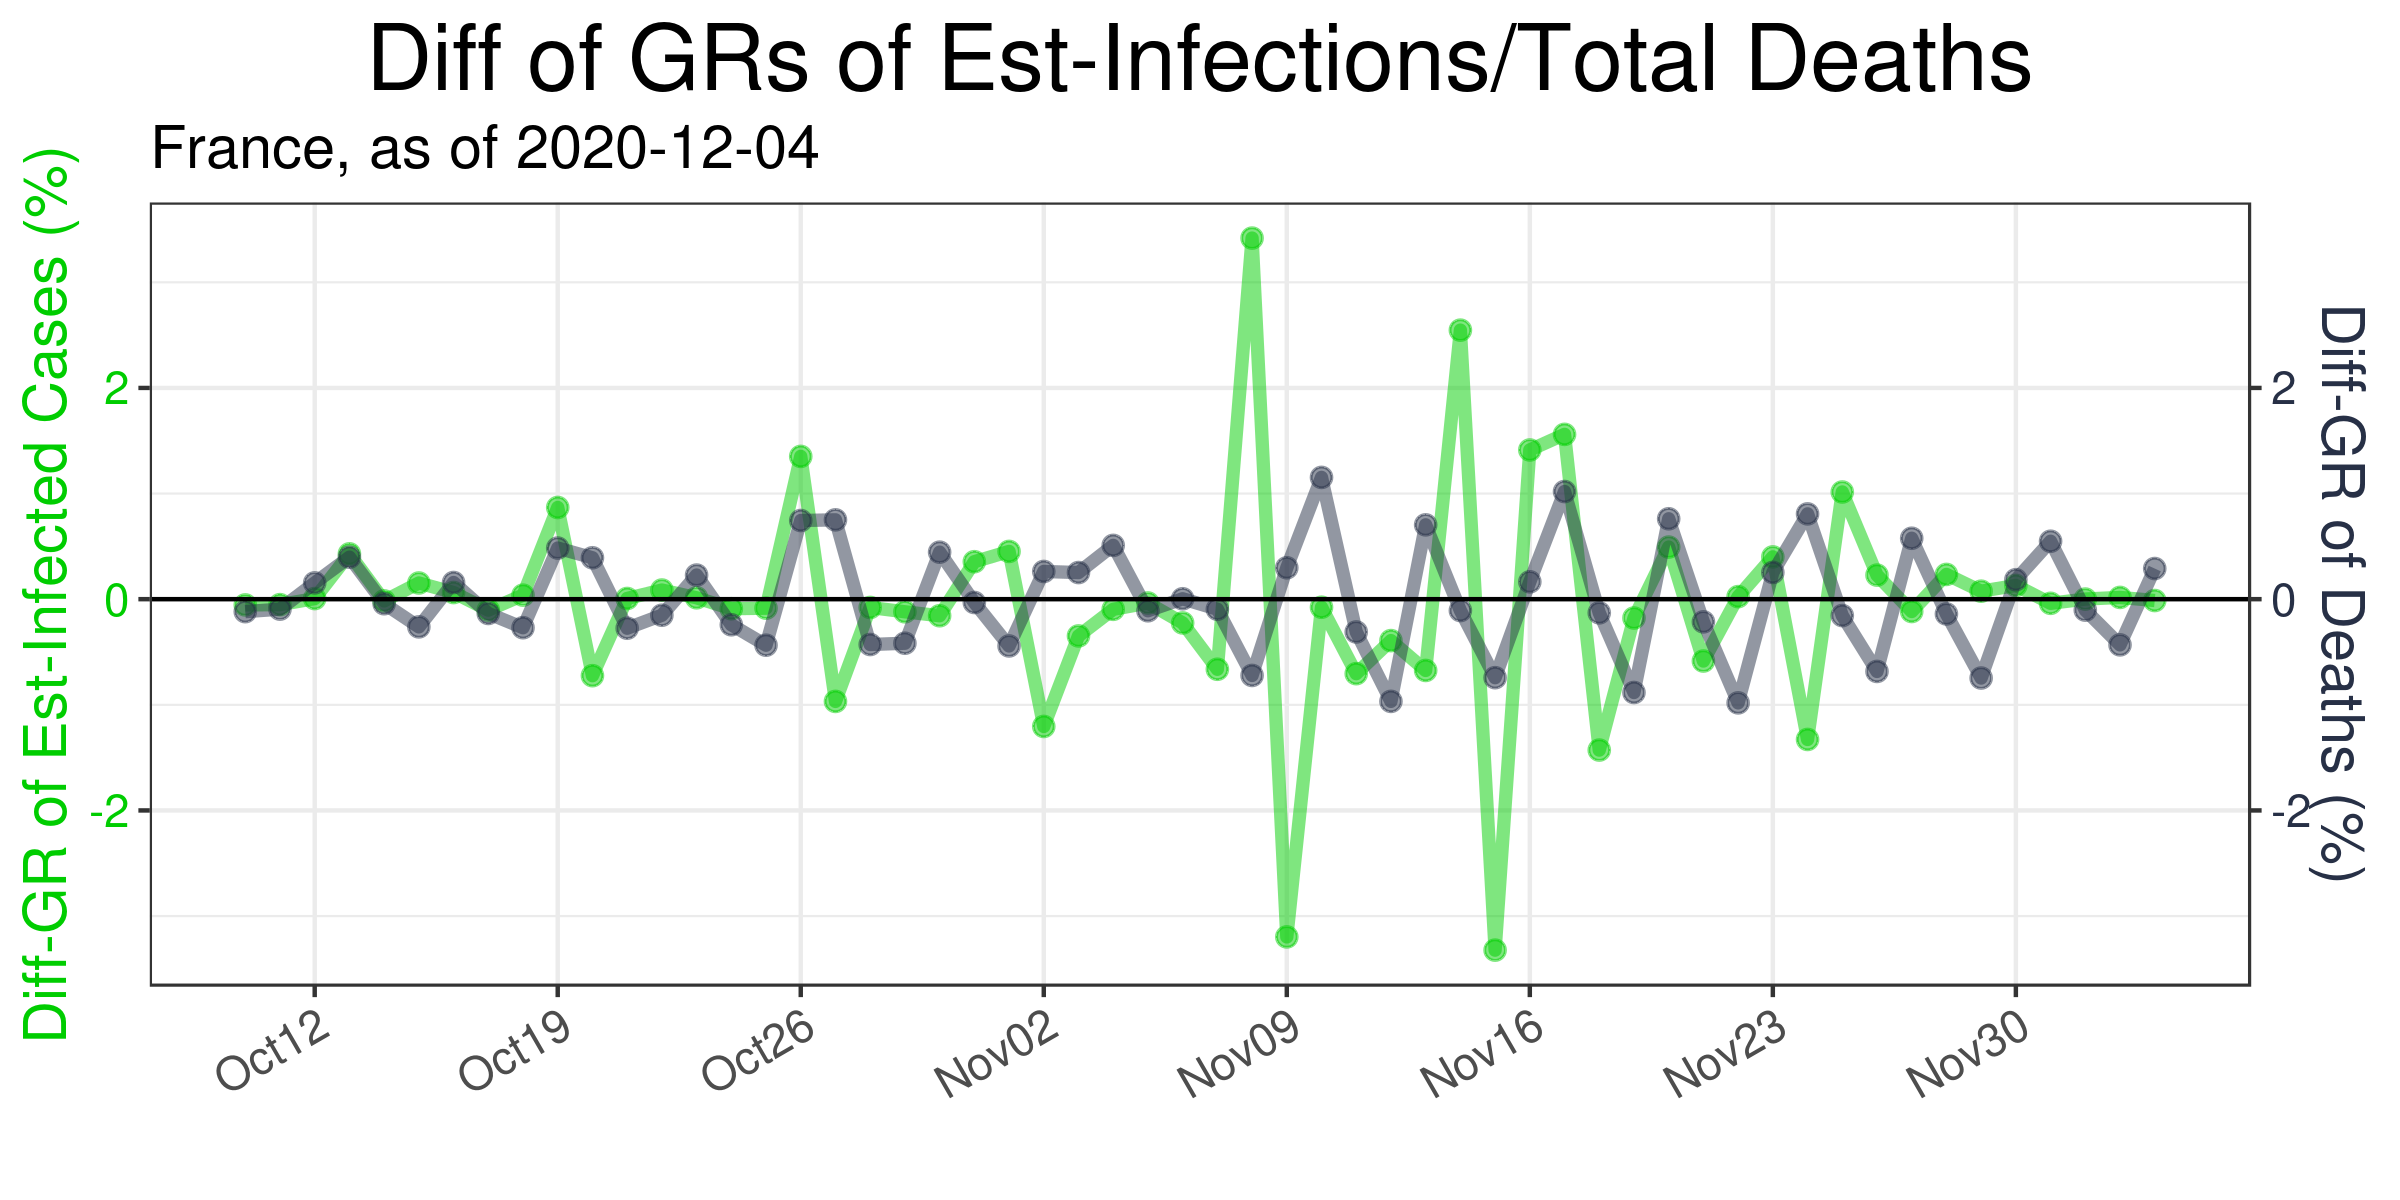 Diff of GRs of Est-Infections/Total Deaths
France, as of 2020-12-04
Diff-GR of Est-Infected Cases (%)
2
0
-2
2
0
-2
Diff-GR of Deaths (%)
Oct12
Oct19
Oct26
Nov02
Nov09
Nov16
Nov23
Nov30